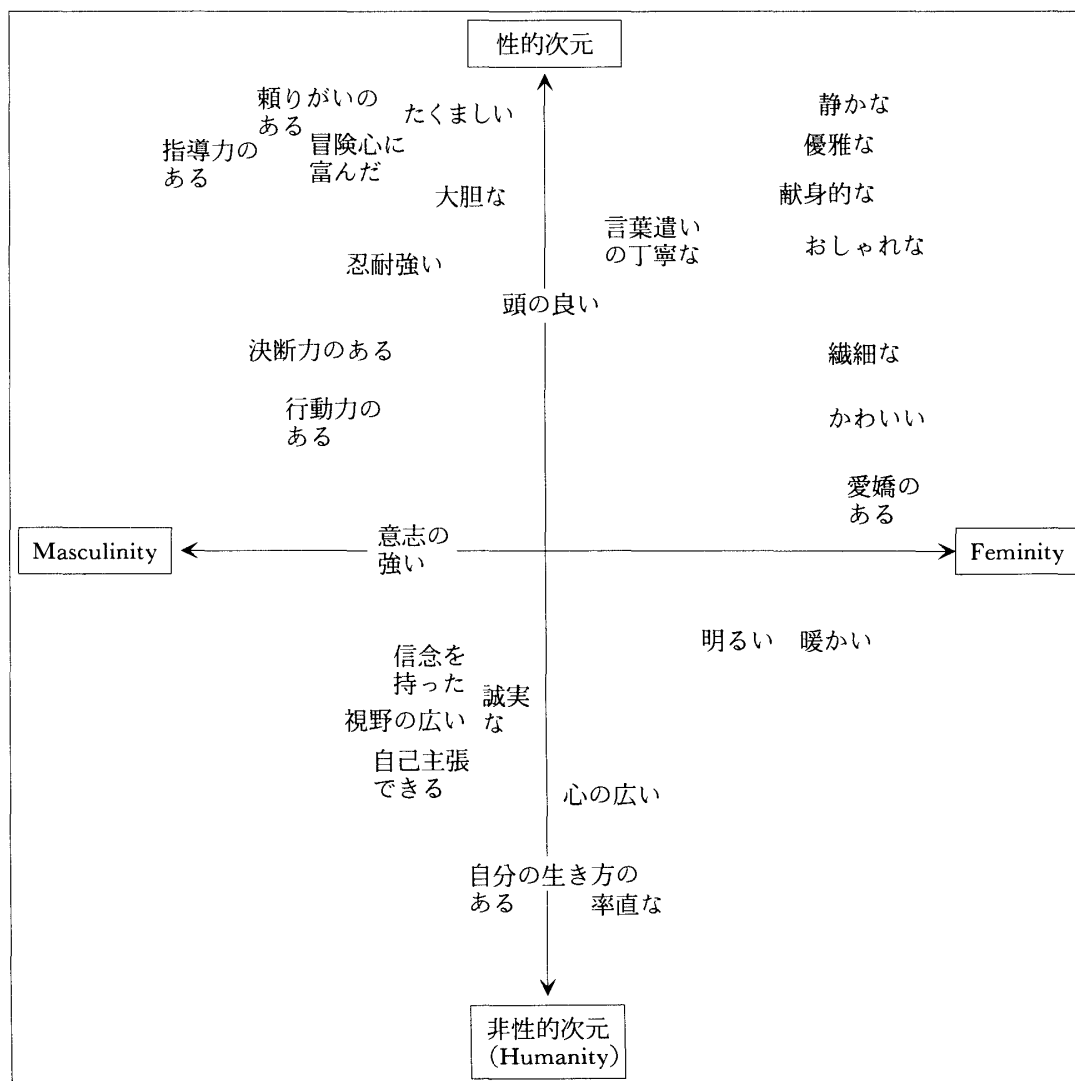 性的次元
頼りがいの
ある
たくましい
静かな
指導力の
ある
冒険心に
富んだ
優雅な
大胆な
献身的な
言葉遣い
の丁寧な
おしゃれな
忍耐強い
頭の良い
決断力のある
繊細な
行動力の
ある
かわいい
愛嬌の
ある
Masculinity
意志の
強い
Feminity
明るい 暖かい
信念を
持った
誠実
な
視野の広い
自己主張
できる
心の広い
自分の生き方の
ある
率直な
非性的次元
(Humanity)